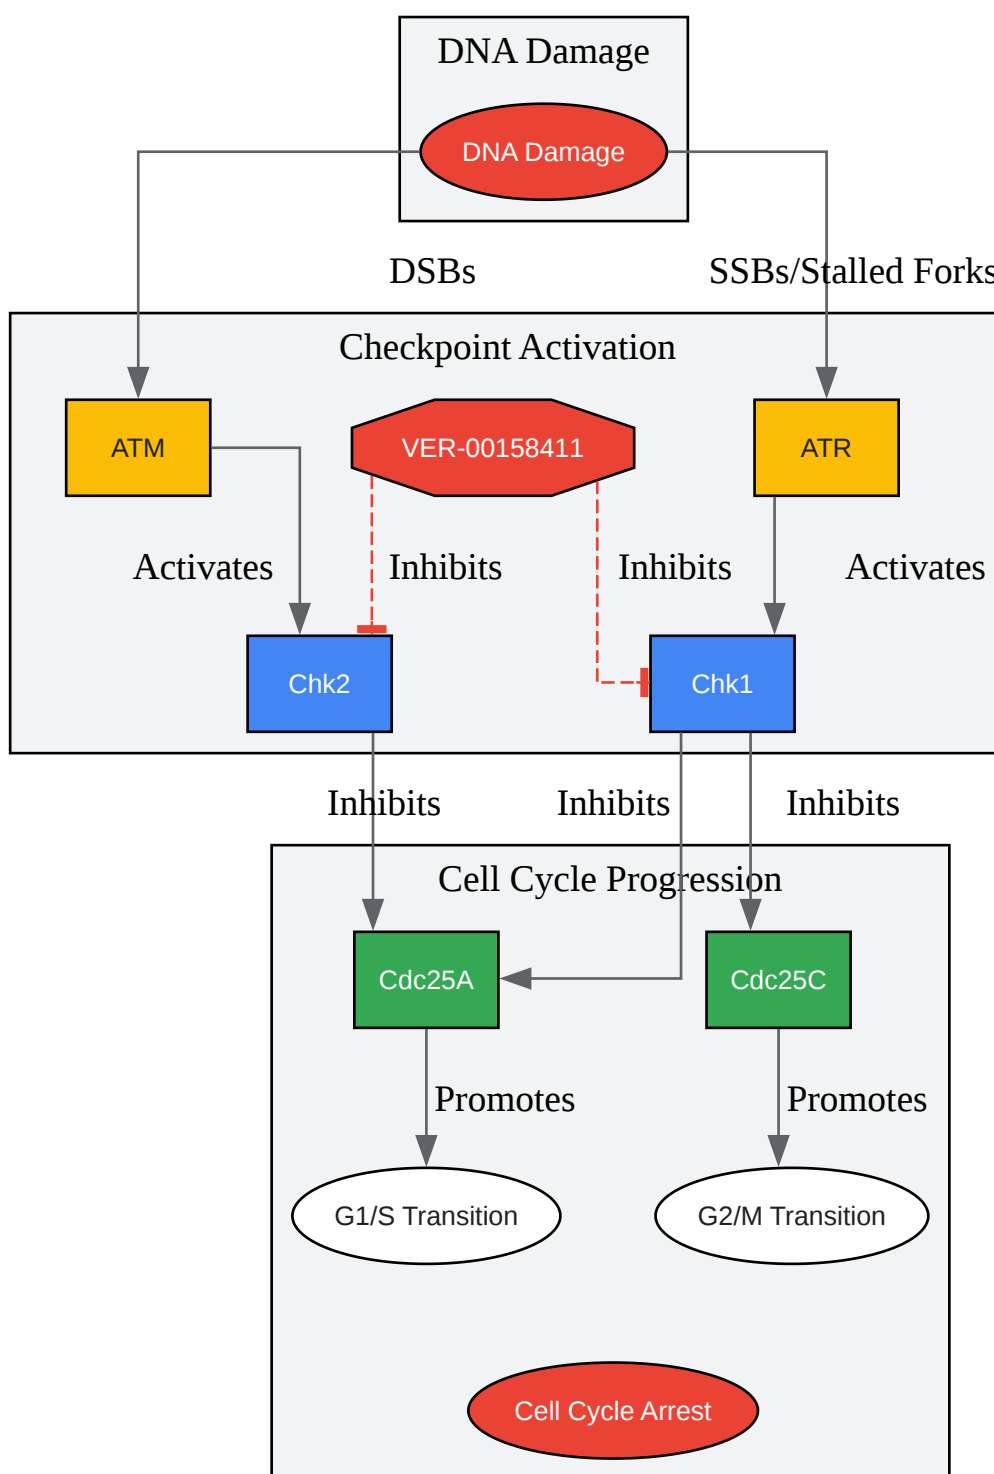 DNA Damage
DNA Damage
DSBs
SSBs/Stalled Forks
Checkpoint Activation
ATM
VER-00158411
ATR
Activates
Inhibits
Inhibits
Activates
Chk2
Chk1
Inhibits
Inhibits
Inhibits
Cell Cycle Progression
Cdc25A
Cdc25C
Promotes
Promotes
G1/S Transition
G2/M Transition
Cell Cycle Arrest